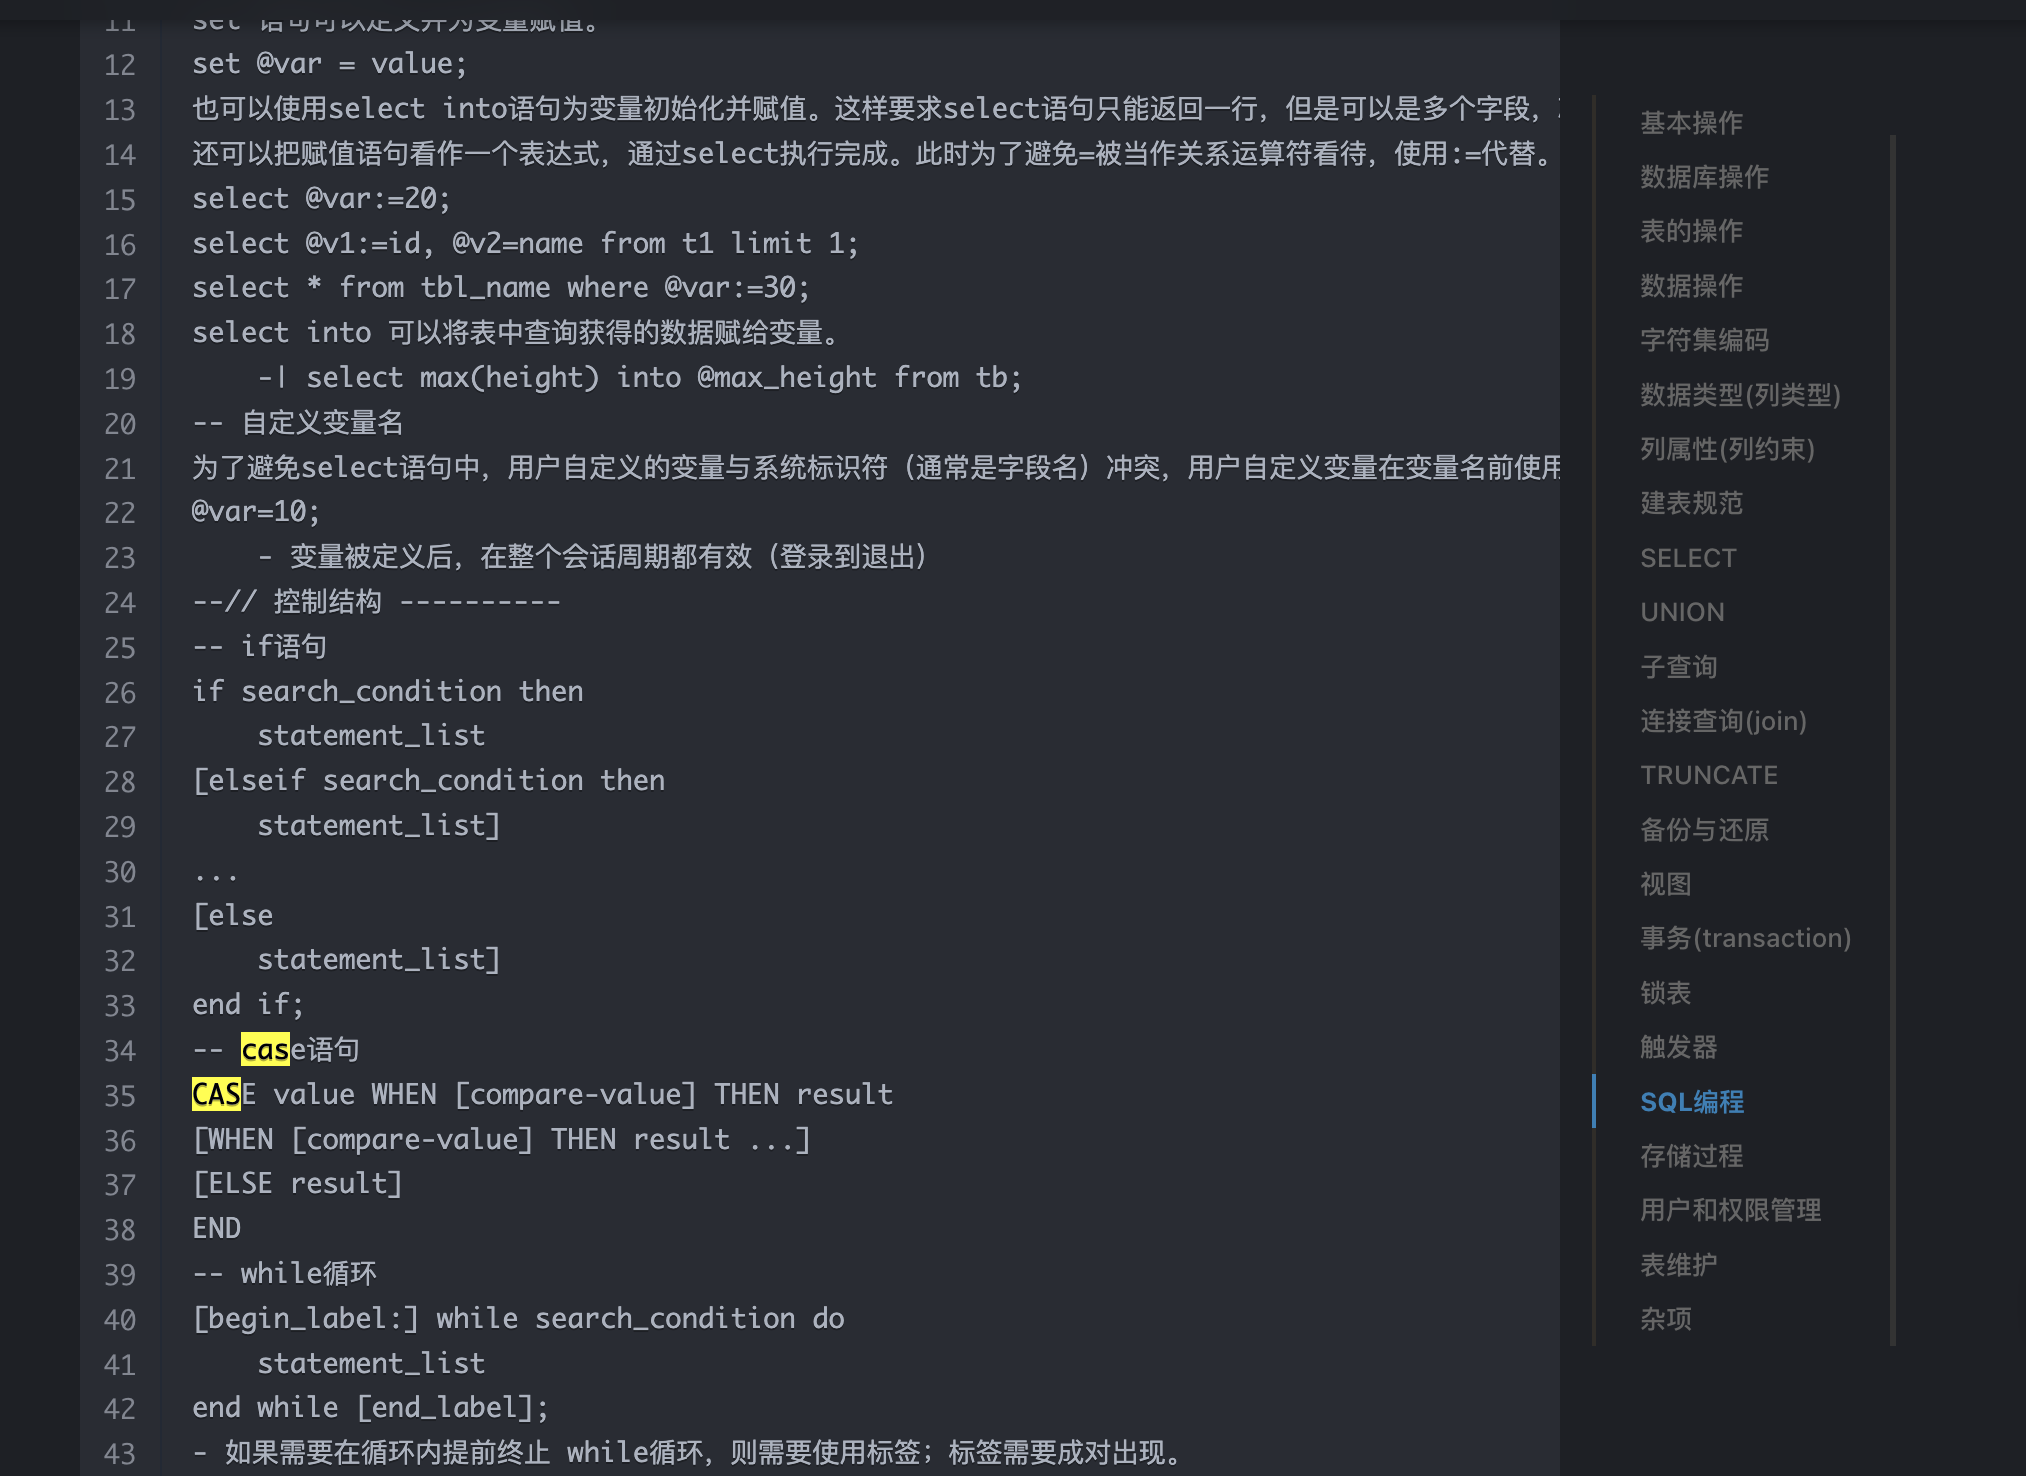 11 set 语句可以定义并为变量赋值。
12 set @var = value;
13 也可以使用select into语句为变量初始化并赋值。这样要求select语句只能返回一行，但是可以是多个字段，
14 还可以把赋值语句看作一个表达式，通过select执行完成。此时为了避免=被当作关系运算符看待，使用:=代替。
15 select @var:=20;
16 select @v1:=id, @v2=name from t1 limit 1;
17 select * from tbl_name where @var:=30;
18 select into 可以将表中查询获得的数据赋给变量。
19 -| select max(height) into @max_height from tb;
20 -- 自定义变量名
21 为了避免select语句中，用户自定义的变量与系统标识符（通常是字段名）冲突，用户自定义变量在变量名前使用
22 @var=10;
23 - 变量被定义后，在整个会话周期都有效（登录到退出）
24 --// 控制结构 ----------
25 -- if语句
26 if search_condition then
27 statement_list
28 [elseif search_condition then
29 statement_list]
30 ...
31 [else
32 statement_list]
33 end if;
34 -- case语句
35 CASE value WHEN [compare-value] THEN result
36 [WHEN [compare-value] THEN result ...]
37 [ELSE result]
38 END
39 -- while循环
40 [begin_label:] while search_condition do
41 statement_list
42 end while [end_label];
43 - 如果需要在循环内提前终止 while循环，则需要使用标签；标签需要成对出现。
基本操作
数据库操作
表的操作
数据操作
字符集编码
数据类型(列类型)
列属性(列约束)
建表规范
SELECT
UNION
子查询
连接查询(join)
TRUNCATE
备份与还原
视图
事务(transaction)
锁表
触发器
SQL编程
存储过程
用户和权限管理
表维护
杂项